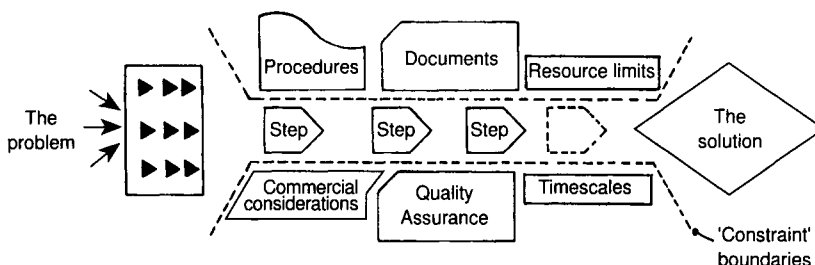 The
problem
Procedures
Documents
Resource limits
Step
Step
Step
The
solution
Commercial
considerations
Quality
Assurance
Timescales
'Constraint'
boundaries